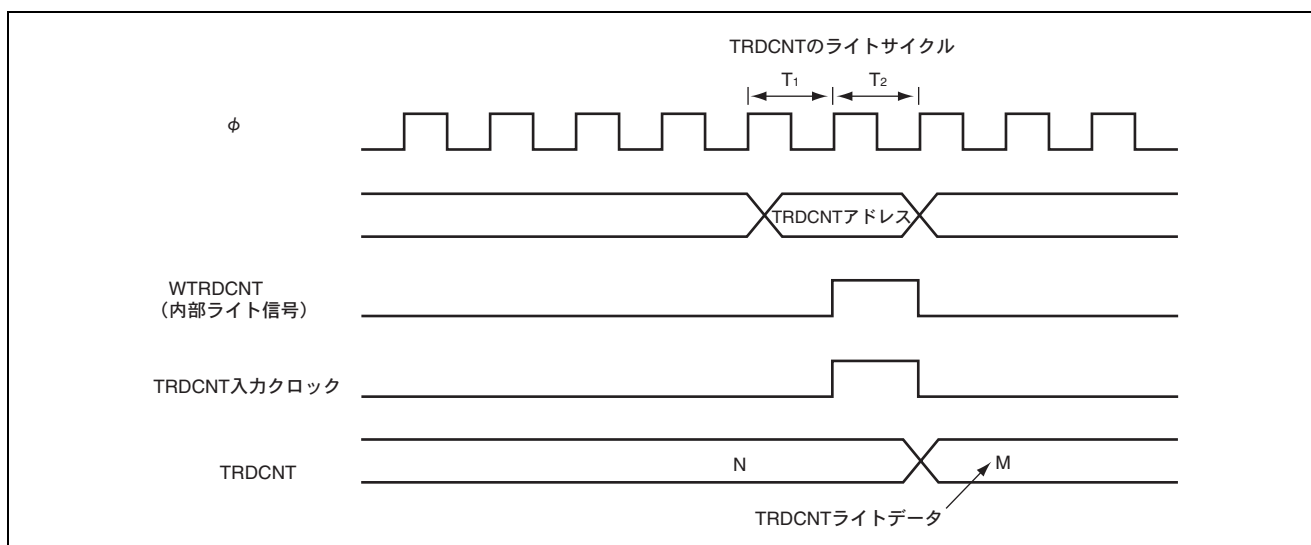 TRDCNTのライトサイクル
T1 T2
φ
TRDCNTアドレス
WTRDCNT
（内部ライト信号）
TRDCNT入力クロック
TRDCNT
N
M
TRDCNTライトデータ